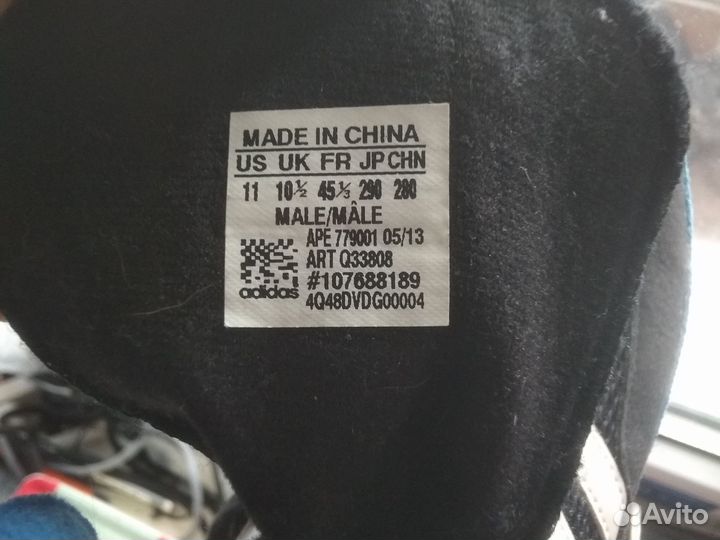 MADE IN CHINA
US UK FR JP CHN
11 10½ 45⅓ 290 280
MALE/MÂLE
APE 779001 05/13
ART Q33808
#107688189
adidas 4Q48DVDG00004
Avito